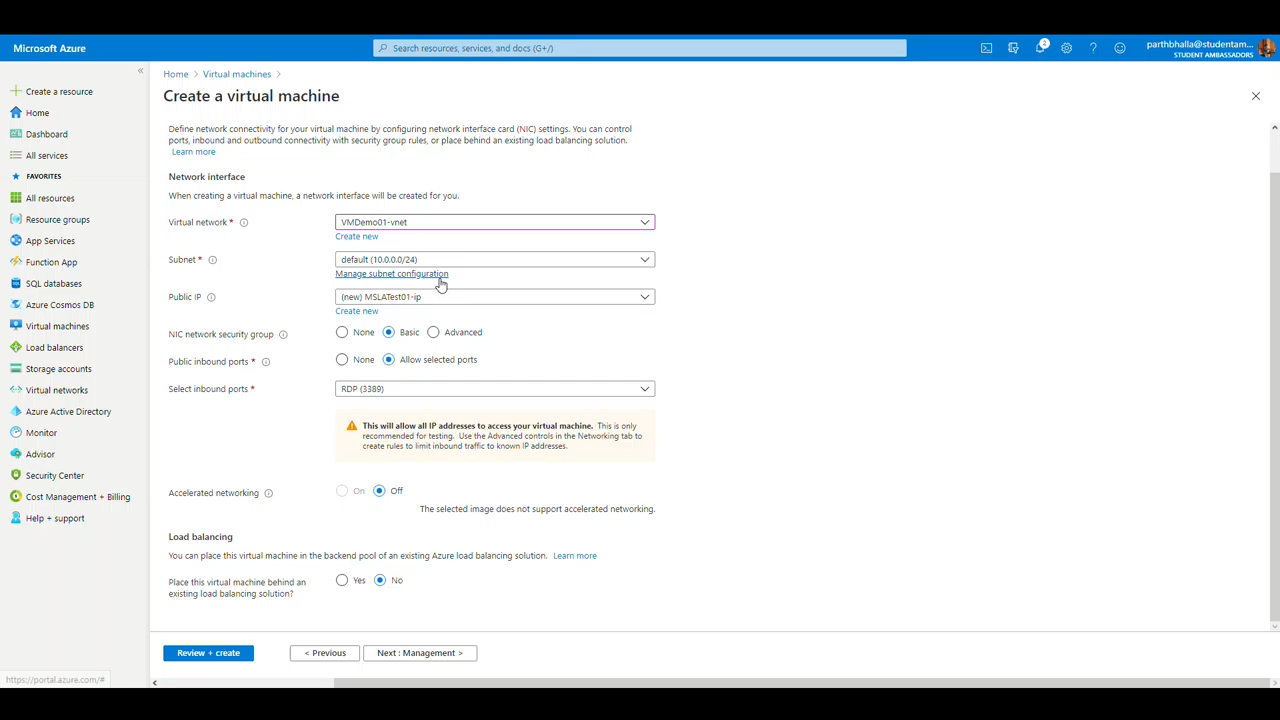 Microsoft Azure
Search resources, services, and docs (G+/)
2
parthbhalla@studentam...
STUDENT AMBASSADORS
«
Create a resource
Home
Dashboard
All services
FAVORITES
All resources
Resource groups
App Services
Function App
SQL databases
Azure Cosmos DB
Virtual machines
Load balancers
Storage accounts
Virtual networks
Azure Active Directory
Monitor
Advisor
Security Center
Cost Management + Billing
Help + support
https://portal.azure.com/#
Home > Virtual machines >
Create a virtual machine
Define network connectivity for your virtual machine by configuring network interface card (NIC) settings. You can control
ports, inbound and outbound connectivity with security group rules, or place behind an existing load balancing solution.
Learn more
Network interface
When creating a virtual machine, a network interface will be created for you.
Virtual network * VMDemo01-vnet
Create new
Subnet * default (10.0.0.0/24)
Manage subnet configuration
Public IP (new) MSLATest01-ip
Create new
NIC network security group None Basic Advanced
Public inbound ports * None Allow selected ports
Select inbound ports * RDP (3389)
This will allow all IP addresses to access your virtual machine. This is only
recommended for testing. Use the Advanced controls in the Networking tab to
create rules to limit inbound traffic to known IP addresses.
Accelerated networking On Off
The selected image does not support accelerated networking.
Load balancing
You can place this virtual machine in the backend pool of an existing Azure load balancing solution. Learn more
Place this virtual machine behind an existing load balancing solution? Yes No
Review + create
< Previous
Next : Management >